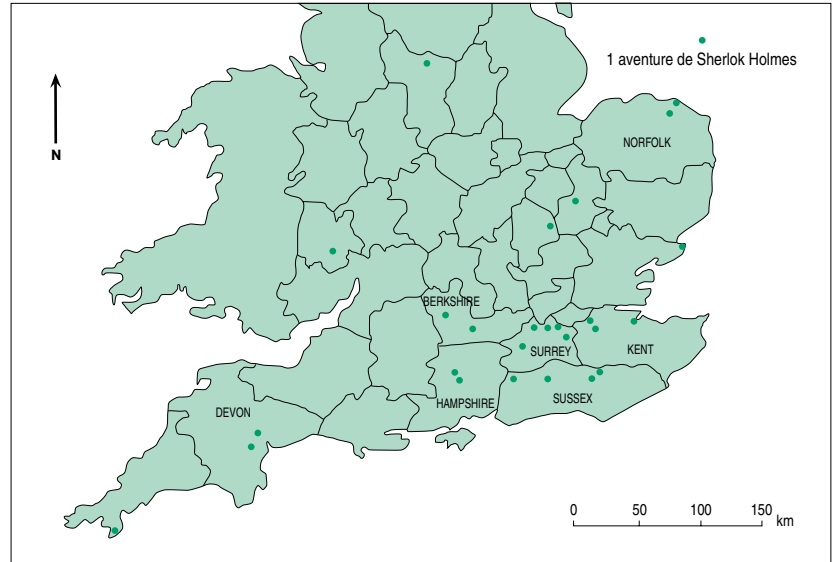 1 aventure de Sherlok Holmes
N
NORFOLK
BERKSHIRE
SURREY
KENT
HAMPSHIRE
SUSSEX
DEVON
0 50 100 150
km